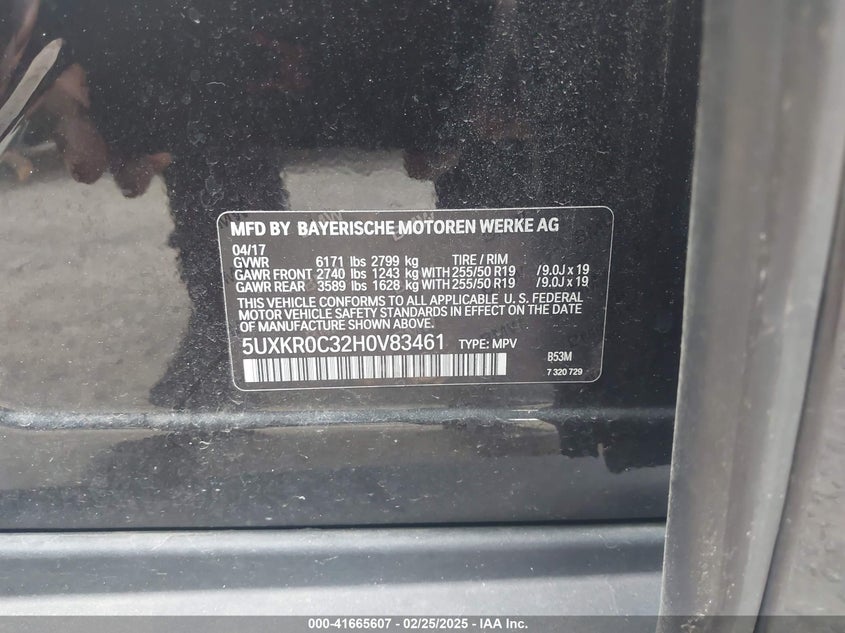 MFD BY BAYERISCHE MOTOREN WERKE AG
04/17
GVWR 6171 lbs 2799 kg TIRE / RIM
GAWR FRONT 2740 lbs 1243 kg WITH 255/50 R19 /9.0J x 19
GAWR REAR 3589 lbs 1628 kg WITH 255/50 R19 /9.0J x 19
THIS VEHICLE CONFORMS TO ALL APPLICABLE U. S. FEDERAL
MOTOR VEHICLE SAFETY STANDARDS IN EFFECT ON THE DATE
OF MANUFACTURE SHOWN ABOVE.
5UXKR0C32H0V83461 TYPE: MPV B53M
7 320 729
000-41665607 / 02/25/2025 - IAA Inc.